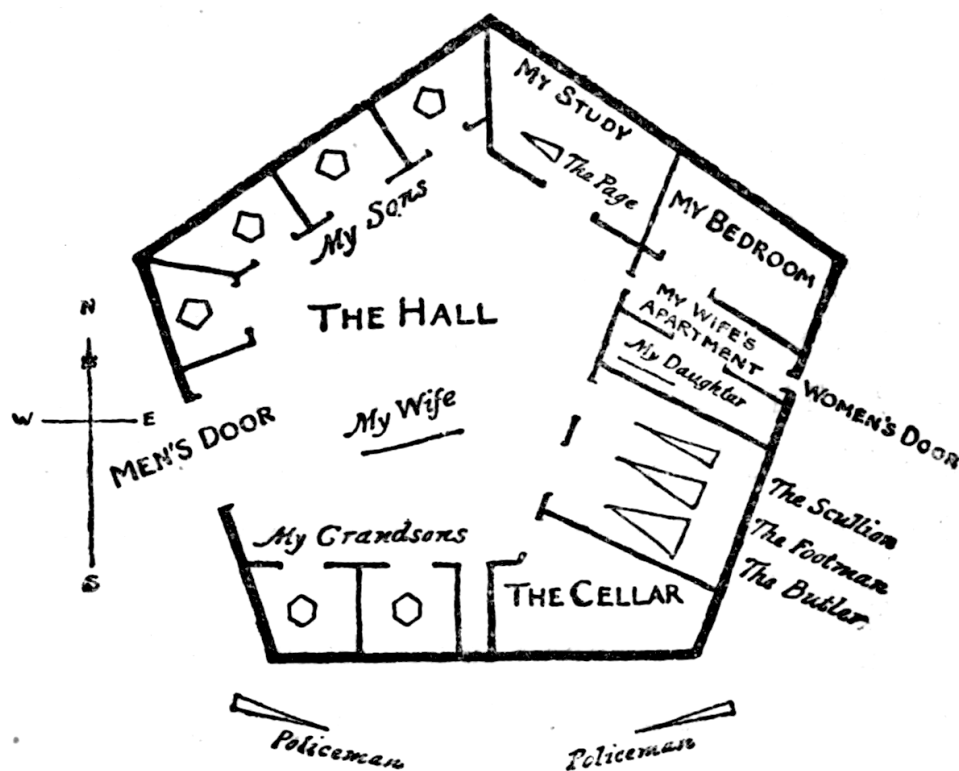 MY STUDY
The Page
My Sons
MY BEDROOM
N
THE HALL
MY WIFE'S
APARTMENT
My Daughter
W
E
My Wife
MEN'S DOOR
WOMEN'S DOOR
The Scullion
The Footman
The Butler.
My Grandsons
S
THE CELLAR
Policeman
Policeman